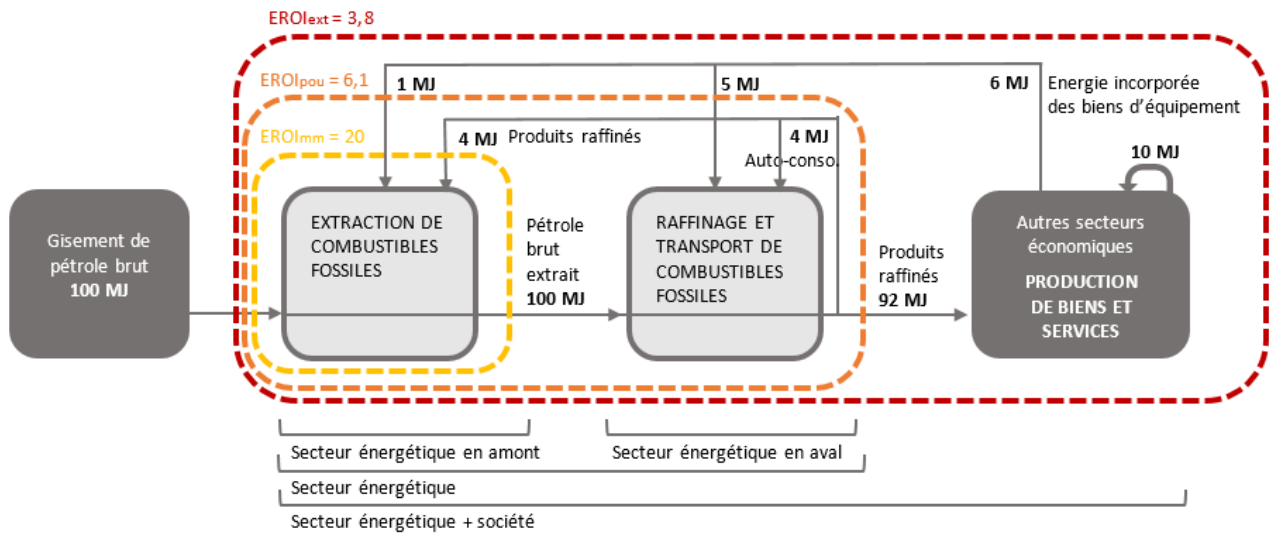 EROIext = 3,8
EROIpou = 6,1
EROImm = 20
1 MJ
5 MJ
6 MJ
Energie incorporée
des biens d'équipement
4 MJ
Produits raffinés
4 MJ
Auto-conso.
10 MJ
Gisement de
pétrole brut
100 MJ
EXTRACTION DE
COMBUSTIBLES
FOSSILES
Pétrole
brut
extrait
100 MJ
RAFFINAGE ET
TRANSPORT DE
COMBUSTIBLES
FOSSILES
Produits
raffinés
92 MJ
Autres secteurs
économiques
PRODUCTION
DE BIENS ET
SERVICES
Secteur énergétique en amont
Secteur énergétique en aval
Secteur énergétique
Secteur énergétique + société